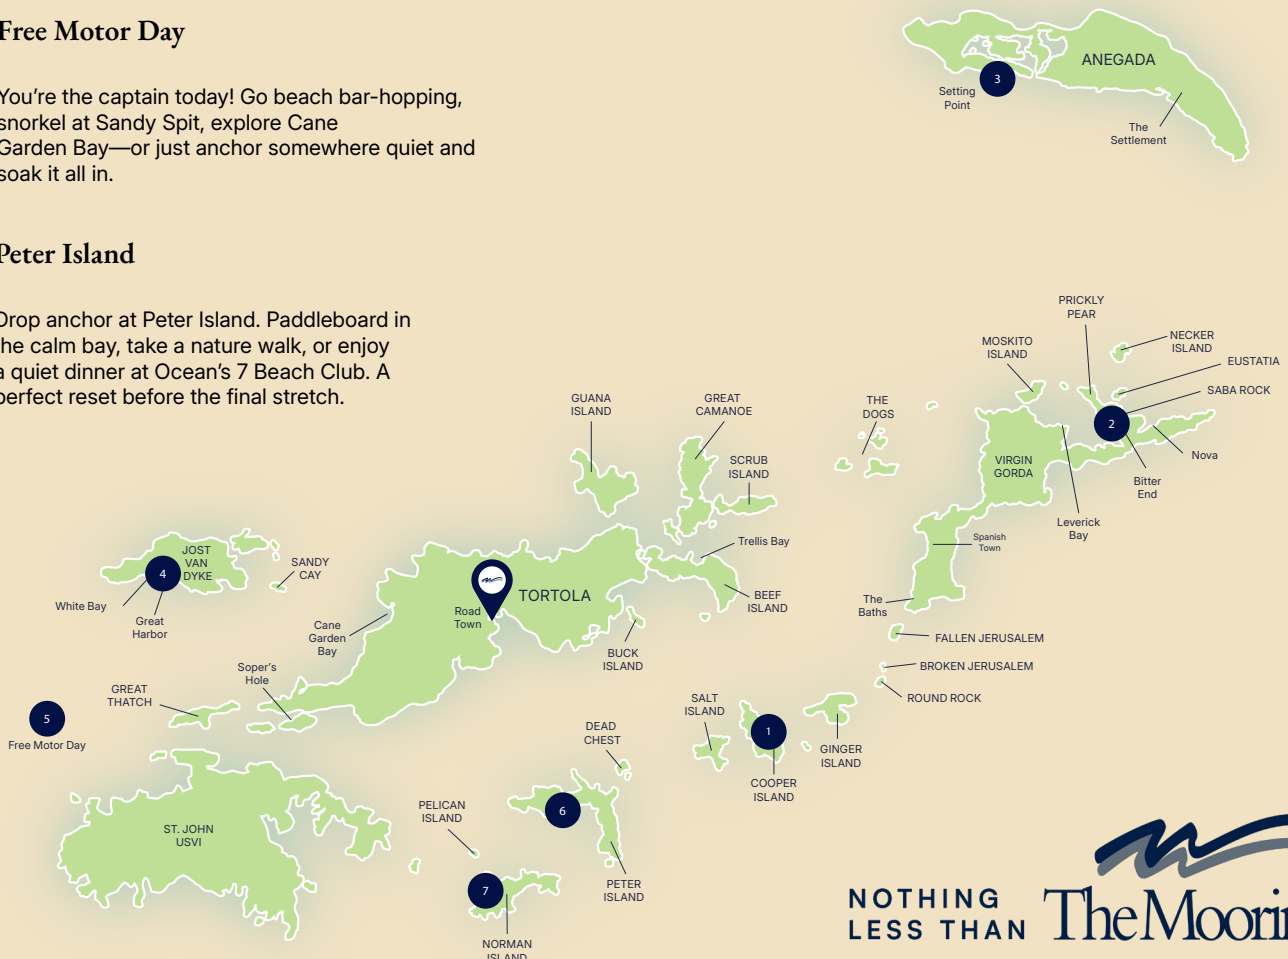 Free Motor Day
You're the captain today! Go beach bar-hopping,
snorkel at Sandy Spit, explore Cane
Garden Bay—or just anchor somewhere quiet and
soak it all in.
Peter Island
Drop anchor at Peter Island. Paddleboard in
the calm bay, take a nature walk, or enjoy
a quiet dinner at Ocean's 7 Beach Club. A
perfect reset before the final stretch.
ANEGADA
3
Setting
Point
The
Settlement
PRICKLY
PEAR
NECKER
ISLAND
MOSKITO
ISLAND
EUSTATIA
SABA ROCK
2
Nova
Bitter
End
VIRGIN
GORDA
Leverick
Bay
Spanish
Town
The
Baths
THE
DOGS
GUANA
ISLAND
GREAT
CAMANOE
SCRUB
ISLAND
Trellis Bay
BEEF
ISLAND
FALLEN JERUSALEM
BROKEN JERUSALEM
ROUND ROCK
JOST
VAN
DYKE
4
SANDY
CAY
White Bay
Great
Harbor
TORTOLA
Road
Town
Cane
Garden
Bay
BUCK
ISLAND
Soper's
Hole
GREAT
THATCH
5
Free Motor Day
SALT
ISLAND
1
COOPER
ISLAND
GINGER
ISLAND
DEAD
CHEST
6
PETER
ISLAND
PELICAN
ISLAND
7
NORMAN
ISLAND
ST. JOHN
USVI
NOTHING
LESS THAN
The Moorin